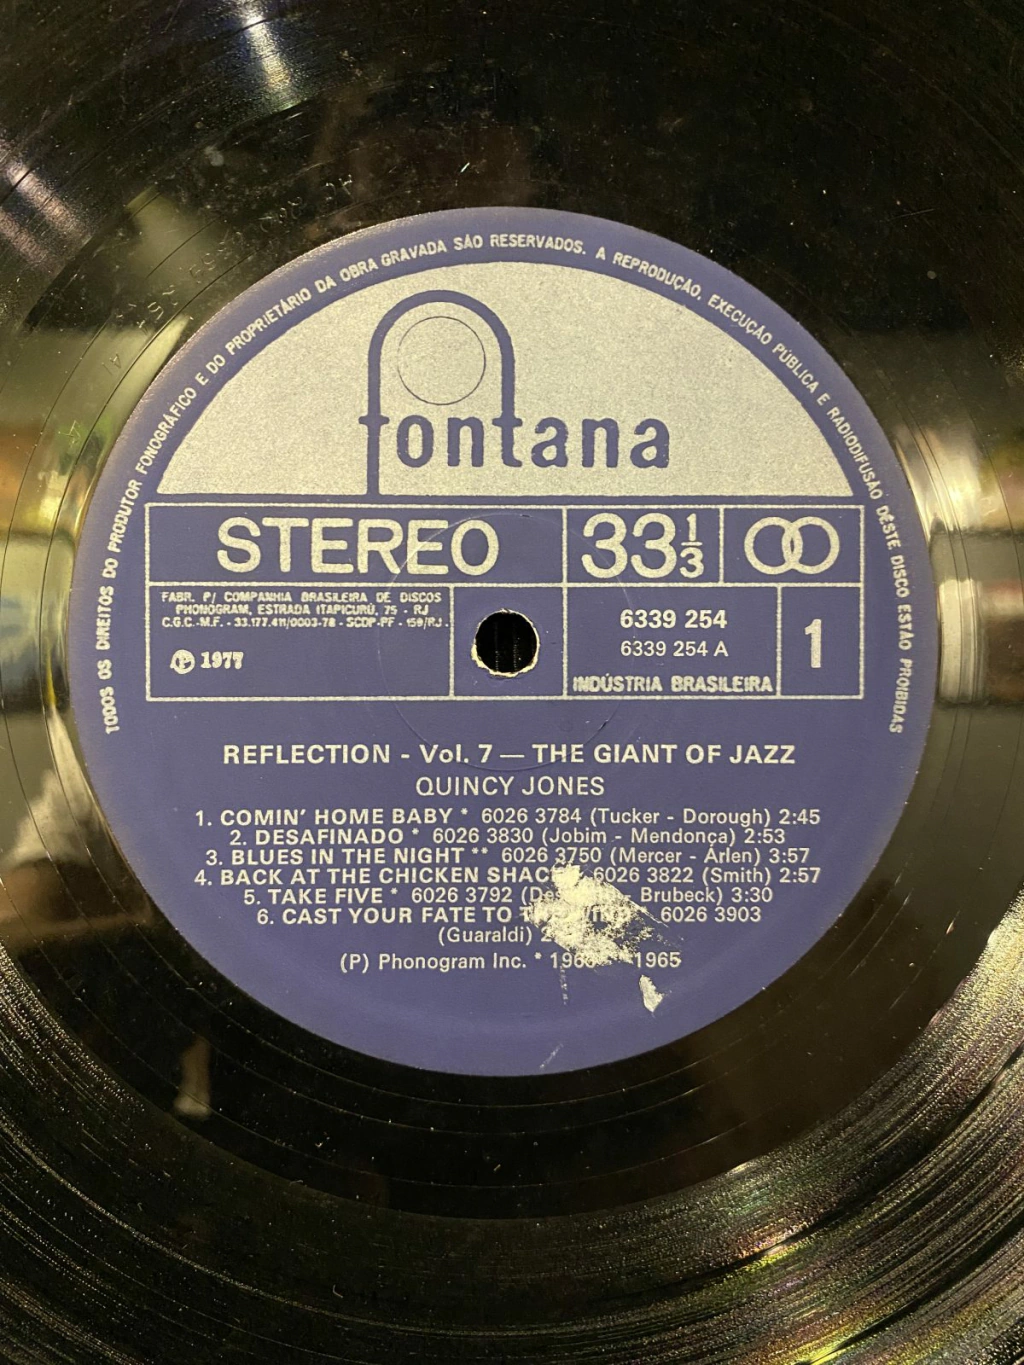 TODOS OS DIREITOS DO PRODUTOR FONOGRÁFICO E DO PROPRIETÁRIO DA OBRA GRAVADA SÃO RESERVADOS. A REPRODUÇÃO, EXECUÇÃO PÚBLICA E RADIODIFUSÃO DÊSTE DISCO ESTÃO PROIBIDAS
fontana
STEREO 33 1/3
FABR. P/ COMPANHIA BRASILEIRA DE DISCOS
PHONOGRAM, ESTRADA ITAPICURÚ, 75 - RJ
C.G.C.-M.F. - 33.177.411/0003-78 - SCDP-PF - 159/RJ.
℗ 1977
6339 254
6339 254 A
INDÚSTRIA BRASILEIRA
1
REFLECTION - Vol. 7 — THE GIANT OF JAZZ
QUINCY JONES
1. COMIN' HOME BABY * 6026 3784 (Tucker - Dorough) 2:45
2. DESAFINADO * 6026 3830 (Jobim - Mendonça) 2:53
3. BLUES IN THE NIGHT ** 6026 3750 (Mercer - Arlen) 3:57
4. BACK AT THE CHICKEN 6026 3822 (Smith) 2:57
5. TAKE FIVE * 6026 3792 Brubeck) 3:30
6. CAST YOUR FATE TO 6026 3903
(Guaraldi)
(P) Phonogram Inc. * 1965